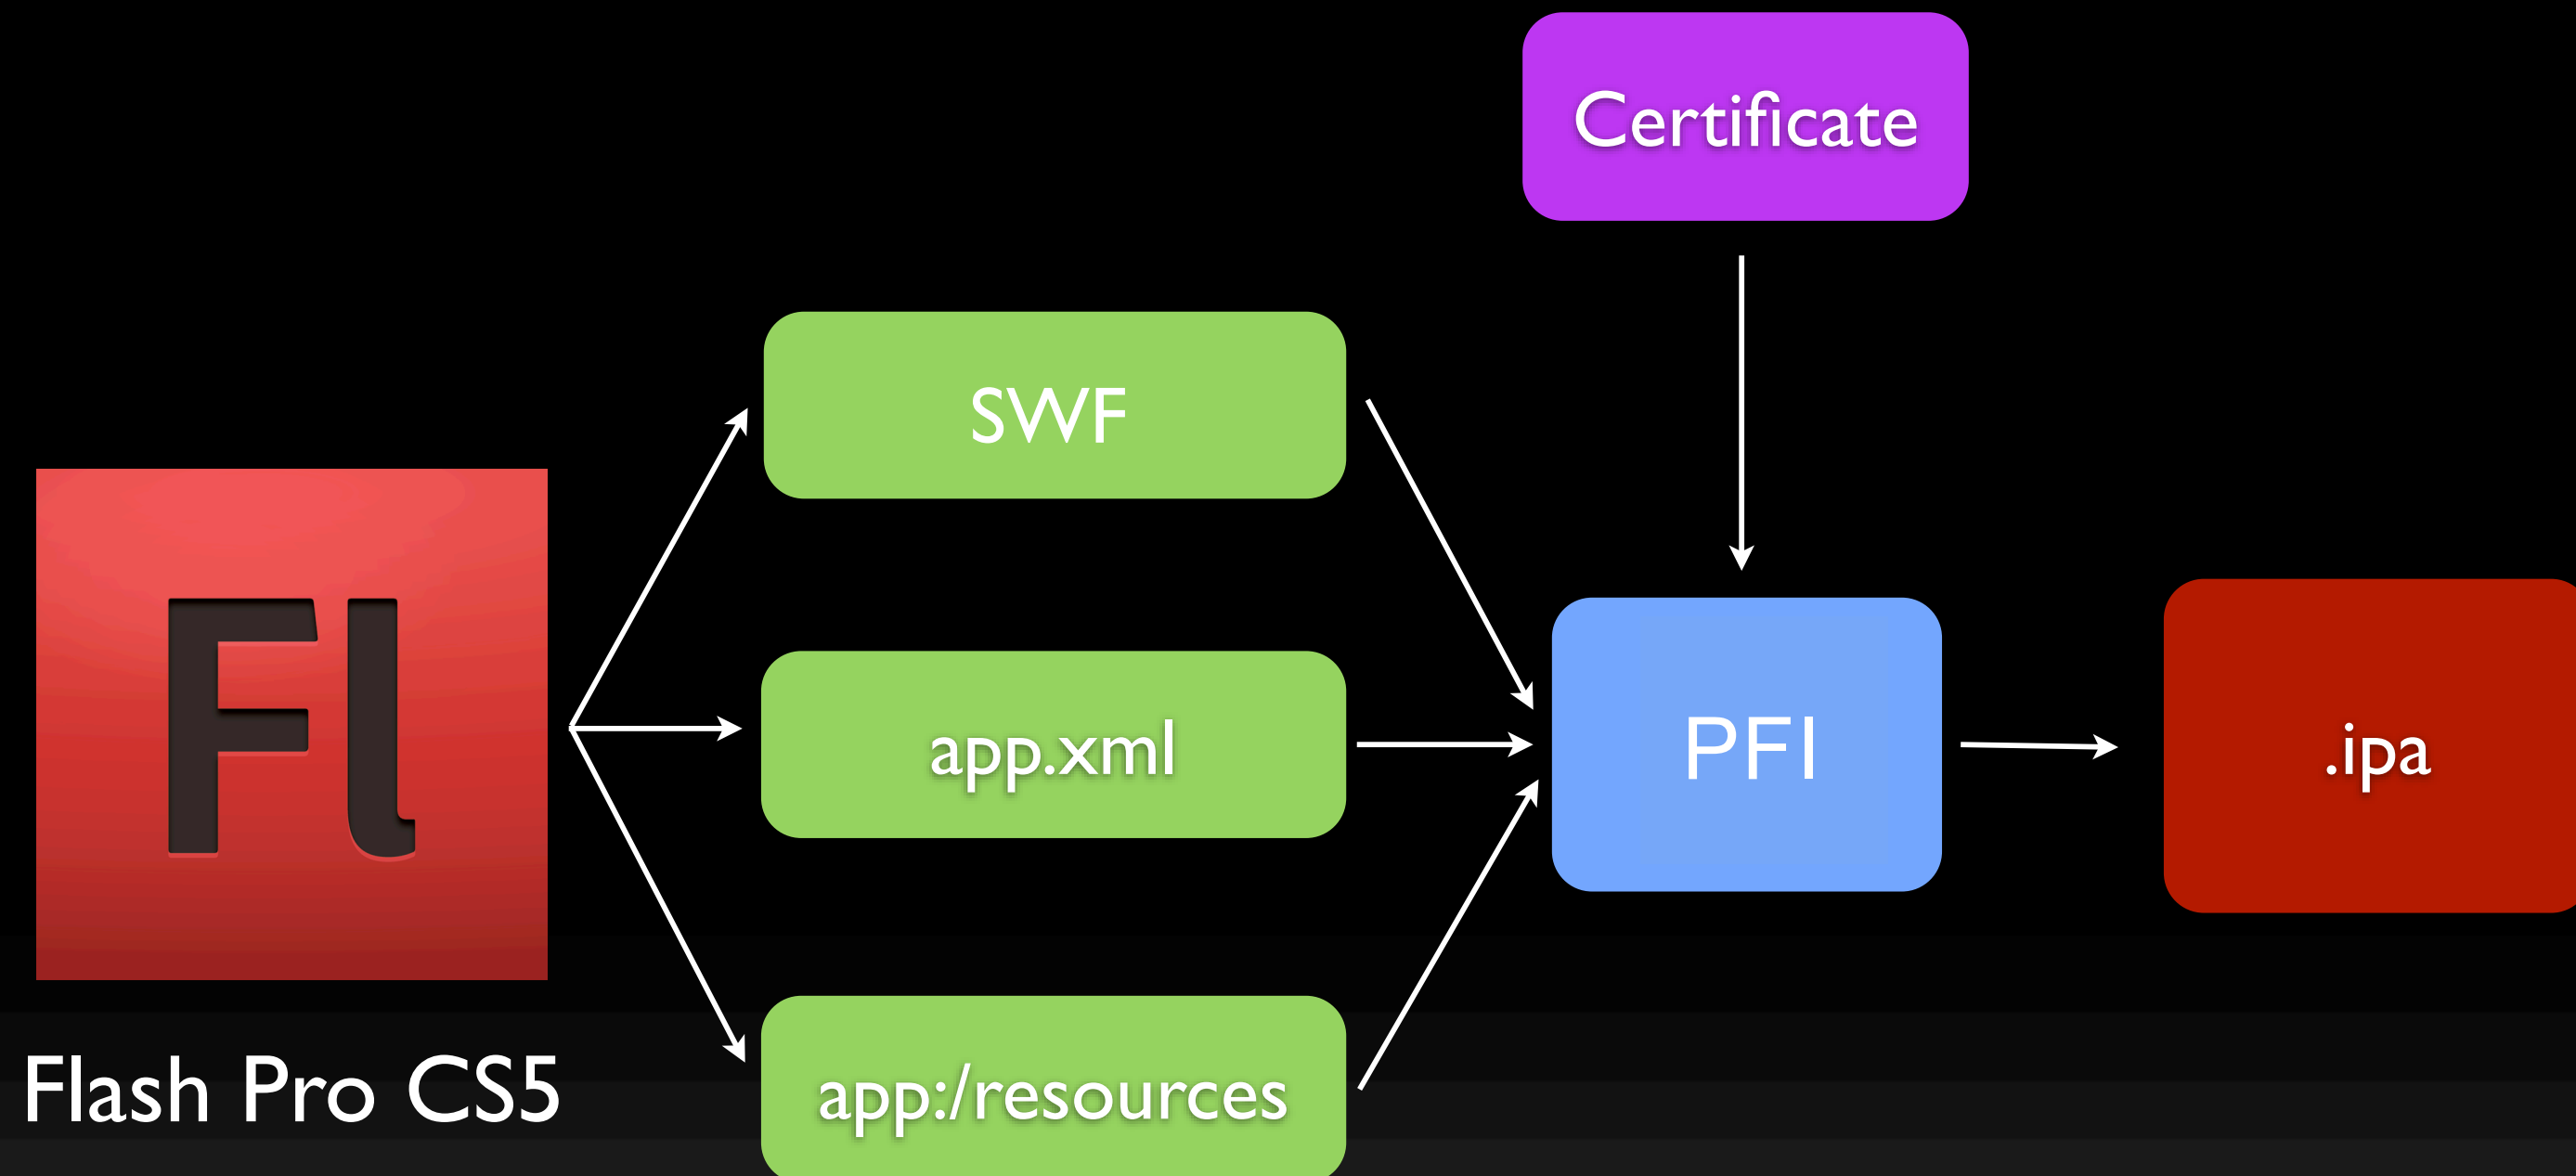 Certificate
SWF
Fl
app.xml
PFI
.ipa
Flash Pro CS5
app:/resources